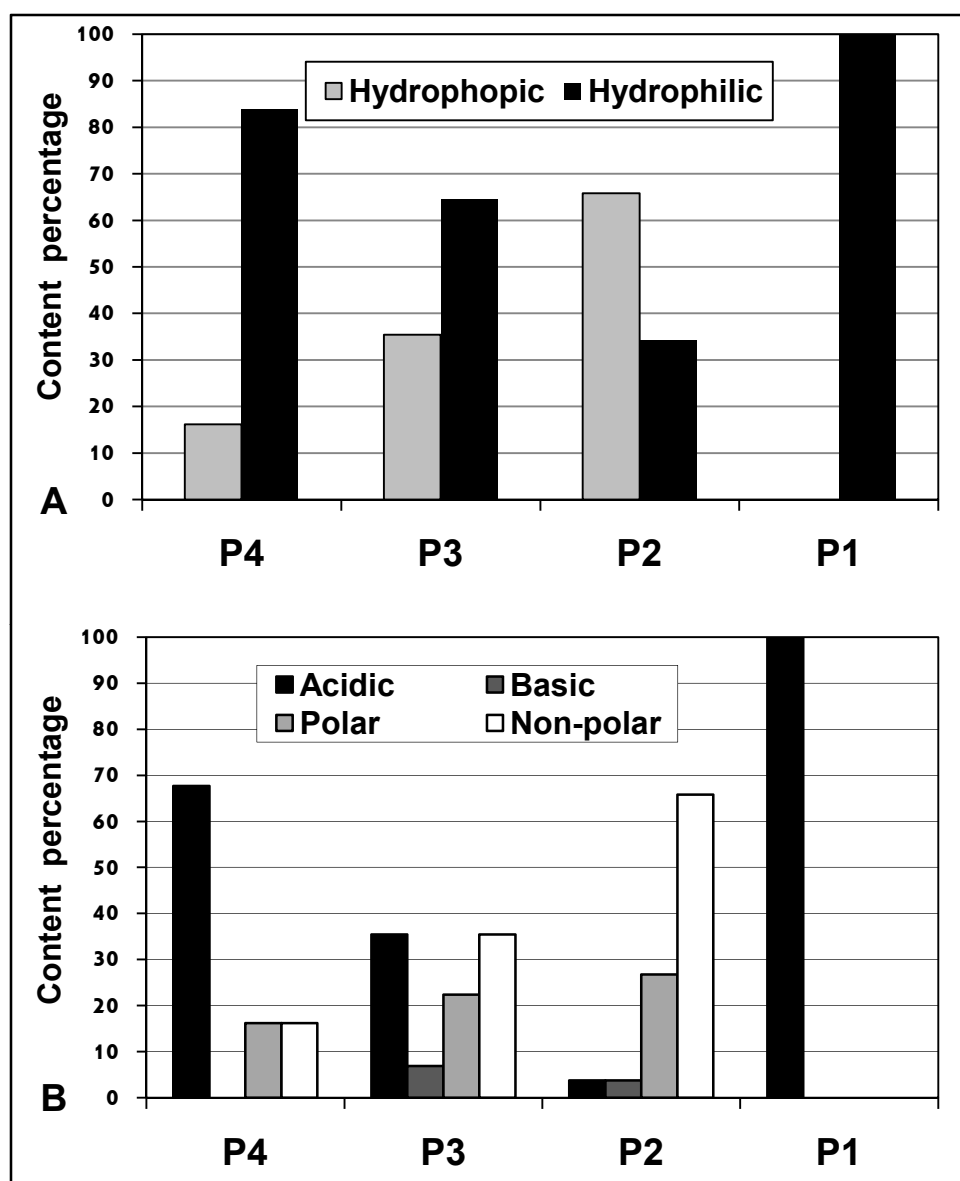 Hydrophopic Hydrophilic
Content percentage
100
90
80
70
60
50
40
30
20
10
0
A
P4 P3 P2 P1
Acidic Basic
Polar Non-polar
Content percentage
100
90
80
70
60
50
40
30
20
10
0
B
P4 P3 P2 P1